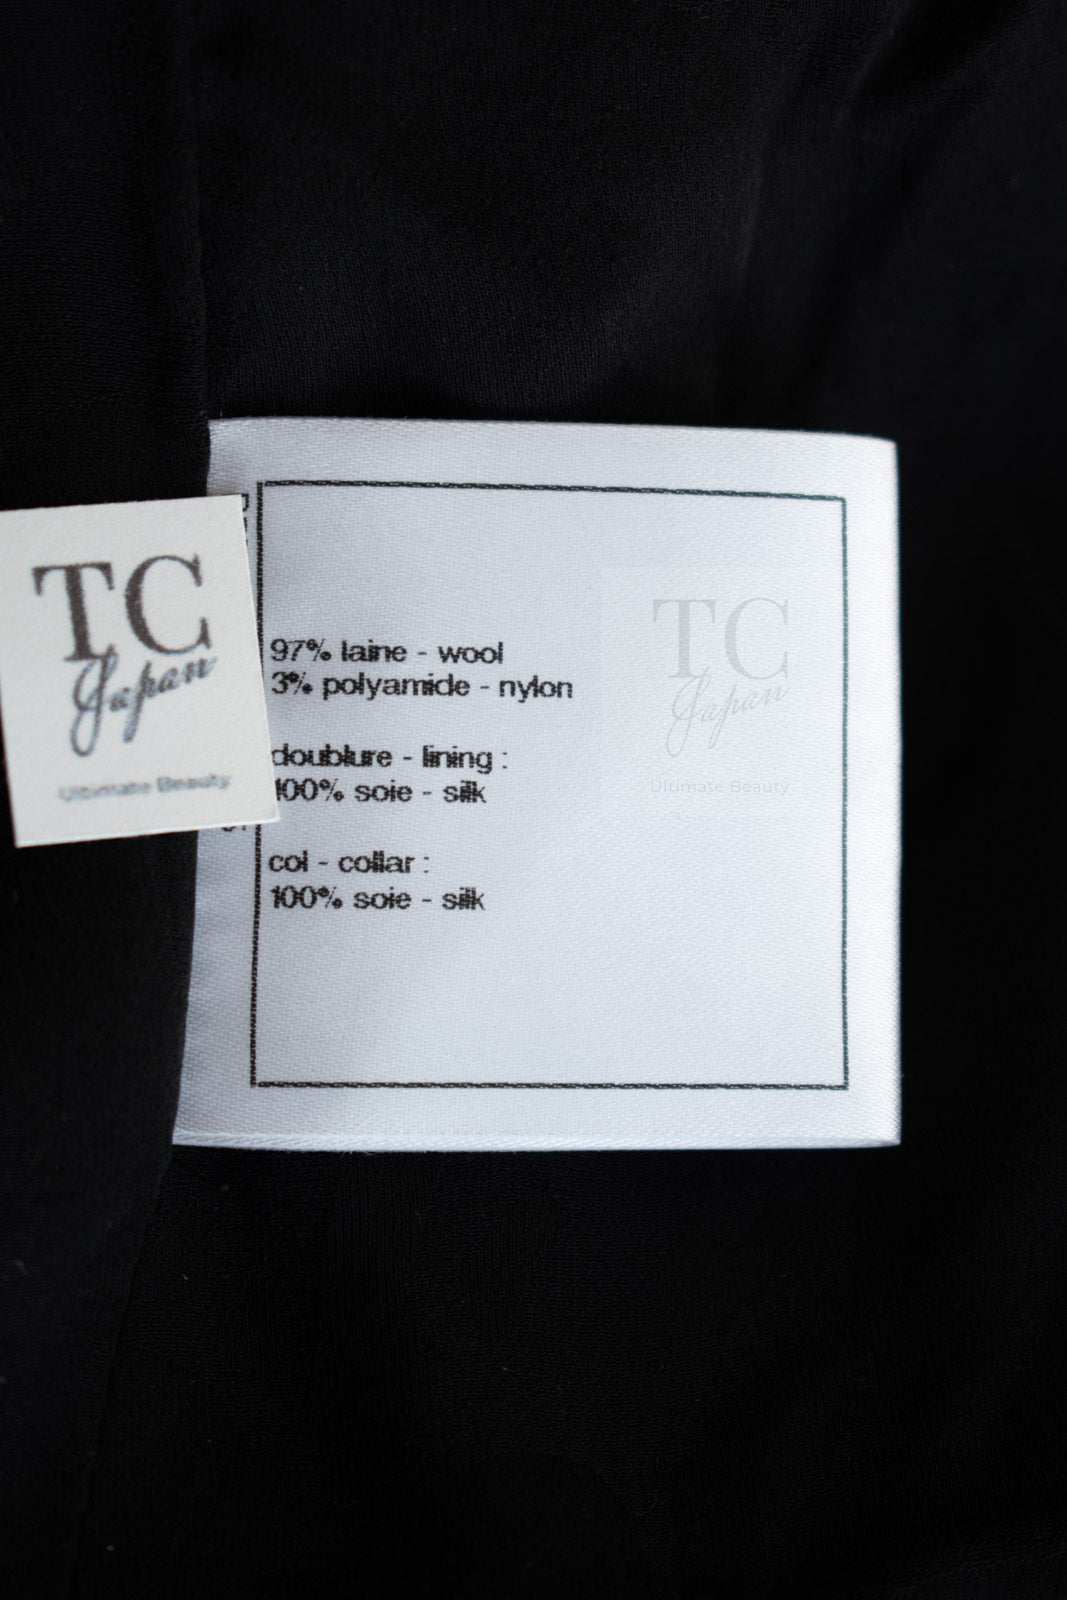 TC
Japan
Ultimate Beauty
97% laine - wool
3% polyamide - nylon
doublure - lining :
100% soie - silk
col - collar :
100% soie - silk
TC
Japan
Ultimate Beauty